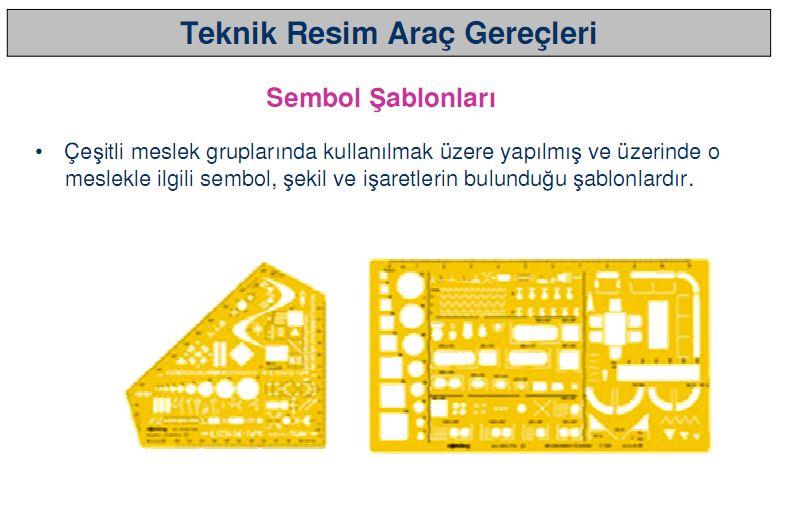 Teknik Resim Araç Gereçleri
Sembol Şablonları
• Çeşitli meslek gruplarında kullanılmak üzere yapılmış ve üzerinde o
meslekle ilgili sembol, şekil ve işaretlerin bulunduğu şablonlardır.